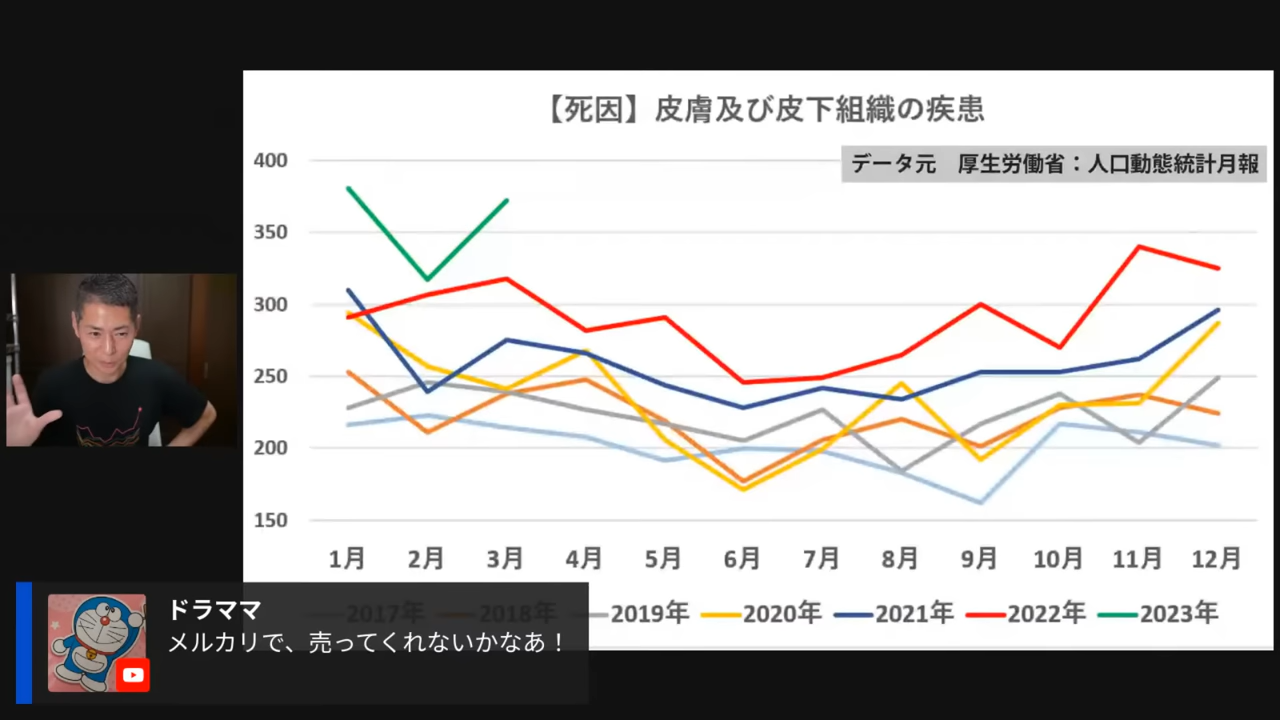 【死因】皮膚及び皮下組織の疾患
データ元　厚生労働省：人口動態統計月報
400
350
300
250
200
150
1月 2月 3月 4月 5月 6月 7月 8月 9月 10月 11月 12月
2017年 2018年 2019年 2020年 2021年 2022年 2023年
ドラママ
メルカリで、売ってくれないかなあ！